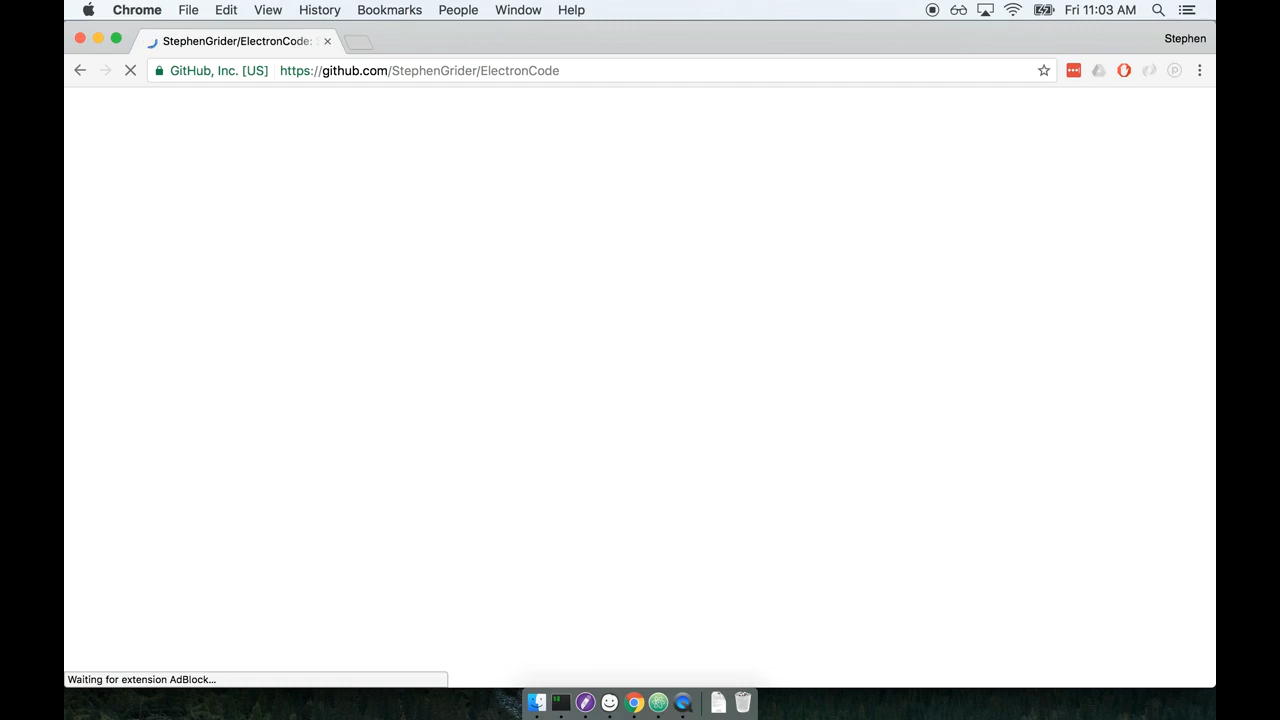 Chrome File Edit View History Bookmarks People Window Help Fri 11:03 AM
StephenGrider/ElectronCode: Stephen
GitHub, Inc. [US] https://github.com/StephenGrider/ElectronCode
Waiting for extension AdBlock...